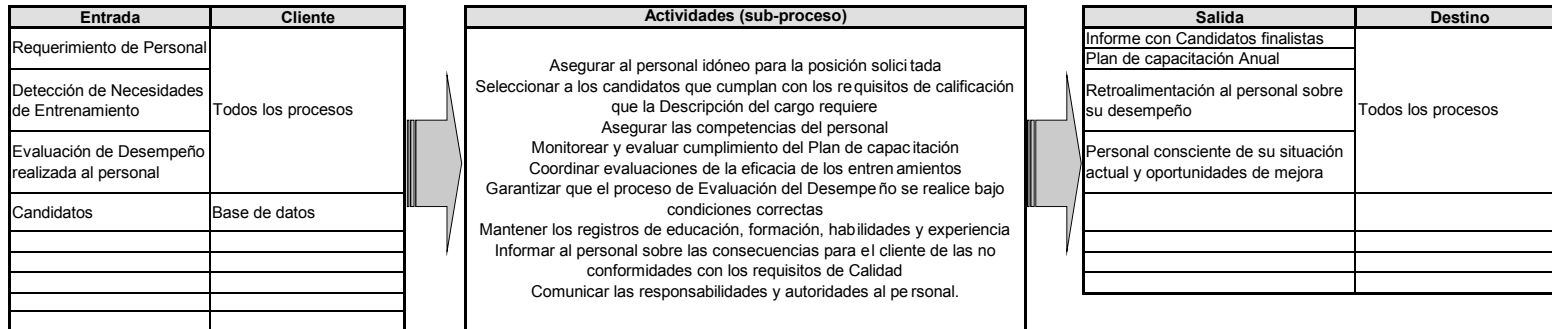 Entrada
Cliente
Requerimiento de Personal
Detección de Necesidades
de Entrenamiento
Todos los procesos
Evaluación de Desempeño
realizada al personal
Candidatos
Base de datos
Actividades (sub-proceso)
Asegurar al personal idóneo para la posición solicitada
Seleccionar a los candidatos que cumplan con los requisitos de calificación
que la Descripción del cargo requiere
Asegurar las competencias del personal
Monitorear y evaluar cumplimiento del Plan de capacitación
Coordinar evaluaciones de la eficacia de los entrenamientos
Garantizar que el proceso de Evaluación del Desempeño se realice bajo
condiciones correctas
Mantener los registros de educación, formación, habilidades y experiencia
Informar al personal sobre las consecuencias para el cliente de las no
conformidades con los requisitos de Calidad
Comunicar las responsabilidades y autoridades al personal.
Salida
Destino
Informe con Candidatos finalistas
Plan de capacitación Anual
Retroalimentación al personal sobre
su desempeño
Todos los procesos
Personal consciente de su situación
actual y oportunidades de mejora